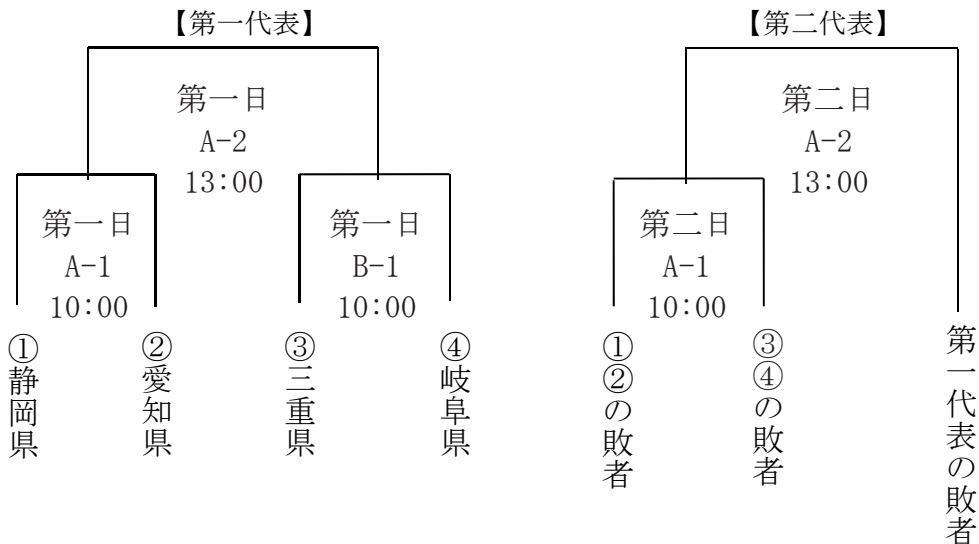 【第一代表】
第一日
A-2
13:00
第一日
A-1
10:00
第一日
B-1
10:00
①静岡県
②愛知県
③三重県
④岐阜県
【第二代表】
第二日
A-2
13:00
第二日
A-1
10:00
①②の敗者
③④の敗者
第一代表の敗者